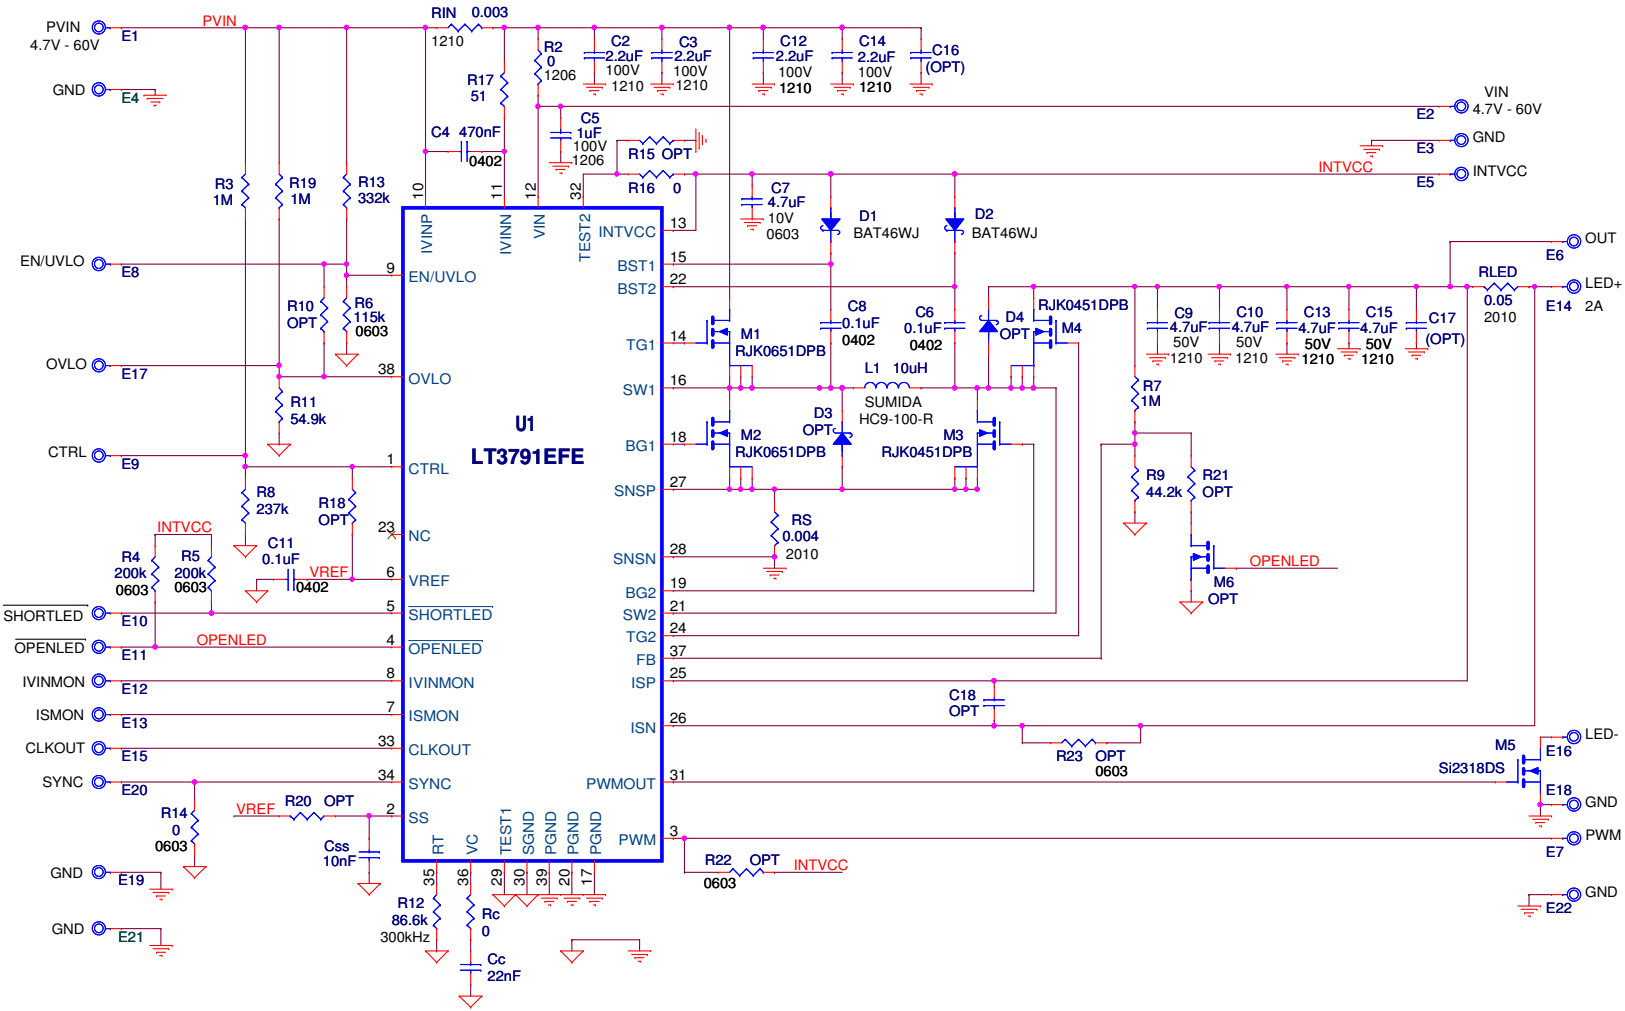 PVIN
4.7V - 60V
E1
PVIN
RIN 0.003
1210
GND
E4
R17
51
R2
0
1206
C2
2.2uF
100V
1210
C3
2.2uF
100V
1210
C12
2.2uF
100V
1210
C14
2.2uF
100V
1210
C16
(OPT)
VIN
4.7V - 60V
E2
GND
E3
INTVCC
E5
INTVCC
C4 470nF
0402
C5
1uF
100V
1206
R15 OPT
R16 0
R3
1M
R19
1M
R13
332k
10
11
12
32
IVINP
IVINN
VIN
TEST2
INTVCC
13
C7
4.7uF
10V
0603
D1
BAT46WJ
D2
BAT46WJ
EN/UVLO
E8
9
EN/UVLO
BST1
15
BST2
22
OUT
E6
RLED
0.05
2010
LED+
E14
2A
R10
OPT
R6
115k
0603
TG1
14
M1
RJK0651DPB
C8
0.1uF
0402
C6
0.1uF
0402
D4
OPT
RJK0451DPB
M4
C9
4.7uF
50V
1210
C10
4.7uF
50V
1210
C13
4.7uF
50V
1210
C15
4.7uF
50V
1210
C17
(OPT)
OVLO
E17
38
OVLO
SW1
16
L1 10uH
SUMIDA
HC9-100-R
R11
54.9k
U1
LT3791EFE
BG1
18
M2
RJK0651DPB
D3
OPT
M3
RJK0451DPB
R7
1M
CTRL
E9
1
CTRL
SNSP
27
R9
44.2k
R21
OPT
R8
237k
R18
OPT
RS
0.004
2010
23
NC
SNSN
28
INTVCC
R4
200k
0603
R5
200k
0603
C11
0.1uF
0402
VREF
6
VREF
BG2
19
M6
OPT
OPENLED
SHORTLED
E10
5
SHORTLED
SW2
21
OPENLED
E11
OPENLED
4
OPENLED
TG2
24
FB
37
IVINMON
E12
8
IVINMON
ISP
25
C18
OPT
ISMON
E13
7
ISMON
ISN
26
R23 OPT
0603
CLKOUT
E15
33
CLKOUT
LED-
E16
M5
Si2318DS
SYNC
E20
34
SYNC
PWMOUT
31
E18
GND
R14
0
0603
VREF
R20 OPT
2
SS
Css
10nF
PWM
3
PWM
E7
R22 OPT
0603
INTVCC
RT
VC
TEST1
SGND
PGND
PGND
PGND
35
36
29
30
39
20
17
GND
E19
GND
E22
R12
86.6k
300kHz
Rc
0
GND
E21
Cc
22nF